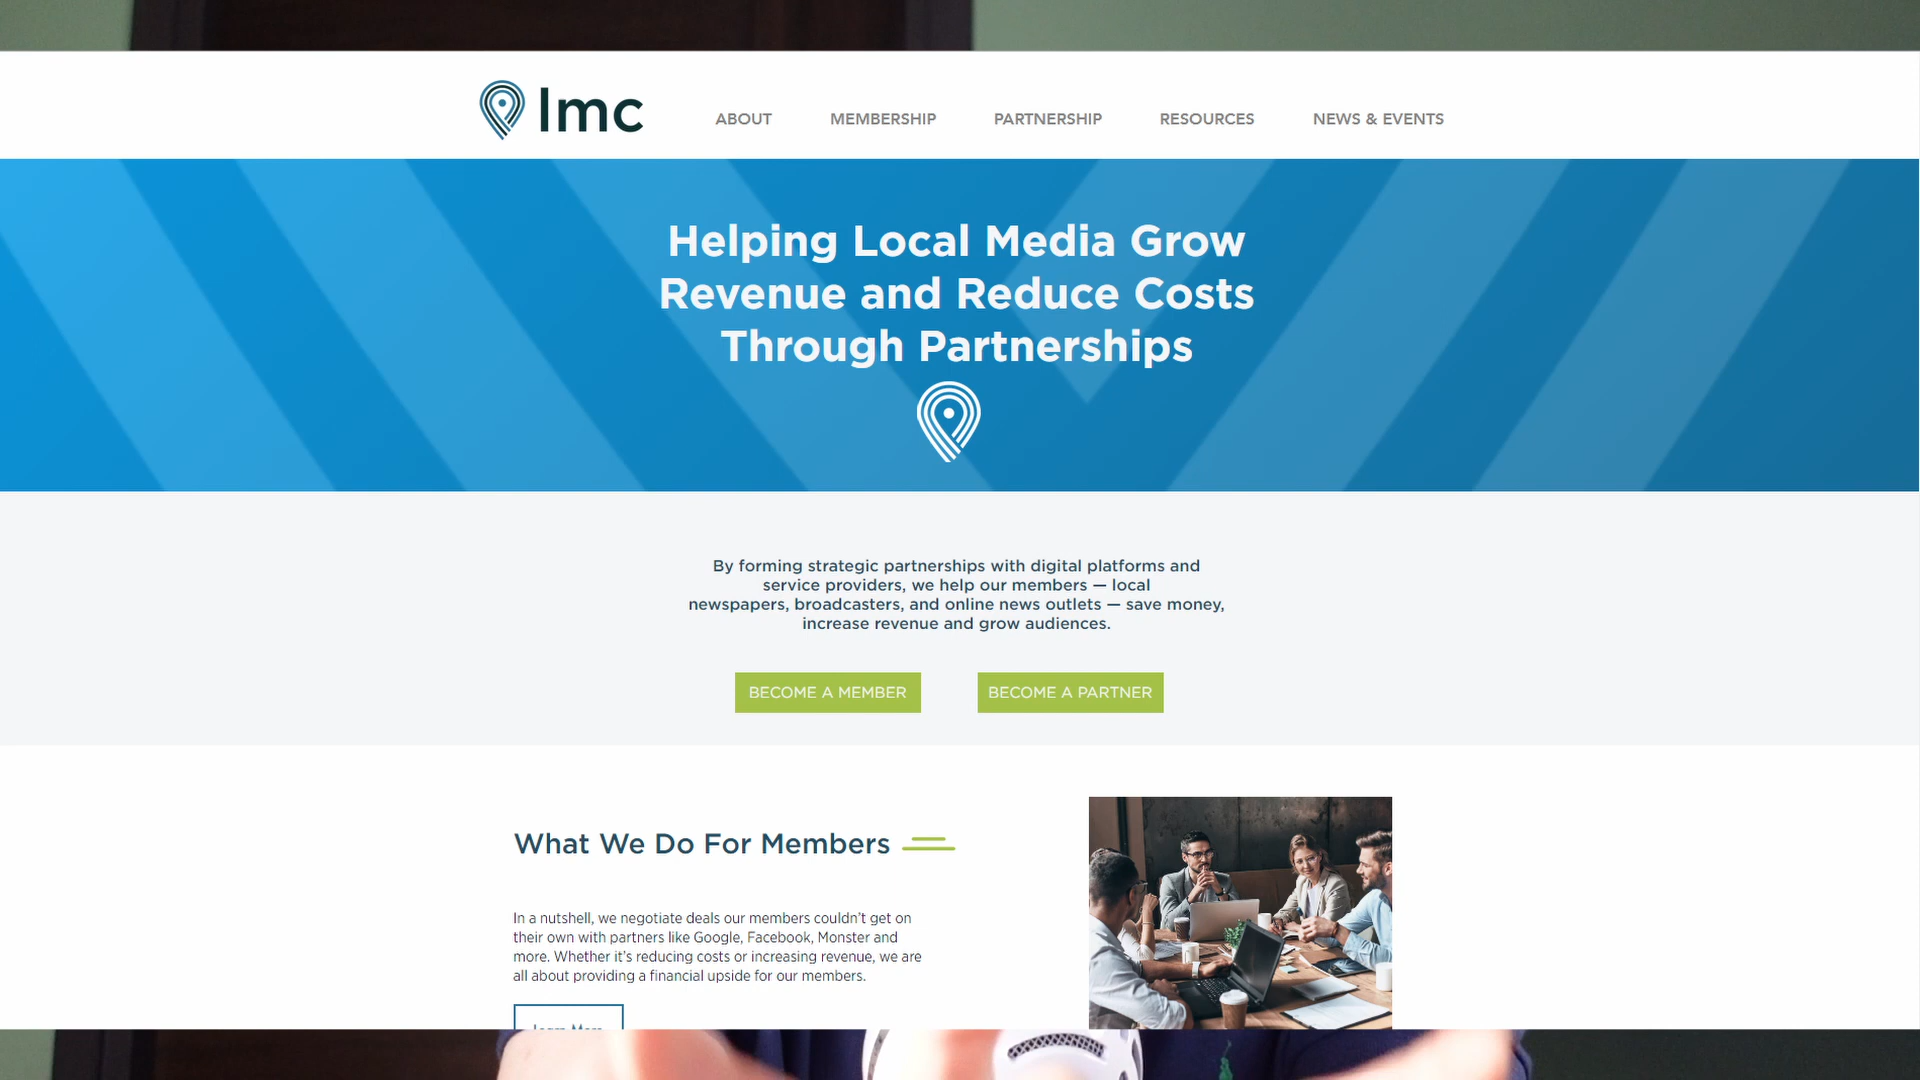 lmc
ABOUT
MEMBERSHIP
PARTNERSHIP
RESOURCES
NEWS & EVENTS
Helping Local Media Grow
Revenue and Reduce Costs
Through Partnerships
By forming strategic partnerships with digital platforms and
service providers, we help our members — local
newspapers, broadcasters, and online news outlets — save money,
increase revenue and grow audiences.
BECOME A MEMBER
BECOME A PARTNER
What We Do For Members
In a nutshell, we negotiate deals our members couldn’t get on
their own with partners like Google, Facebook, Monster and
more. Whether it’s reducing costs or increasing revenue, we are
all about providing a financial upside for our members.
Learn More